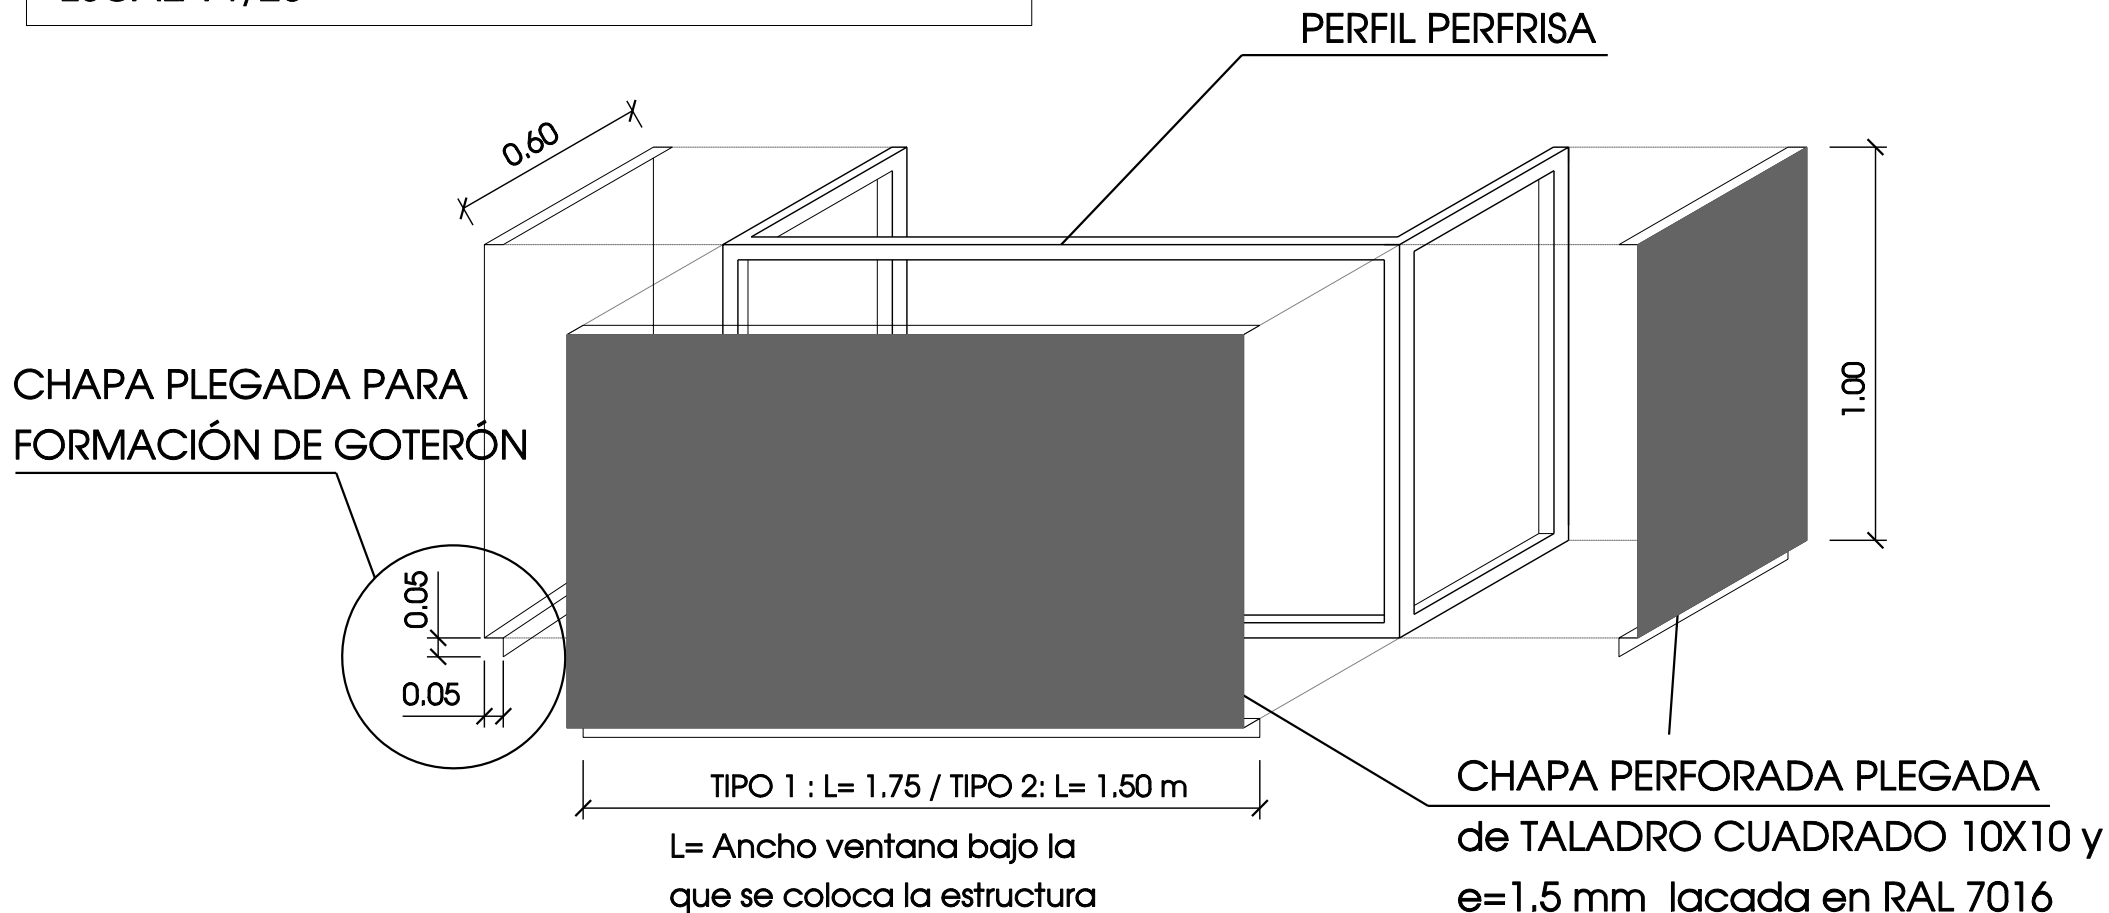 PERFIL PERFRISA
0.60
1.00
CHAPA PLEGADA PARA
FORMACIÓN DE GOTERÓN
0.05
0.05
TIPO 1 : L= 1.75 / TIPO 2: L= 1.50 m
L= Ancho ventana bajo la
que se coloca la estructura
CHAPA PERFORADA PLEGADA
de TALADRO CUADRADO 10X10 y
e=1.5 mm lacada en RAL 7016